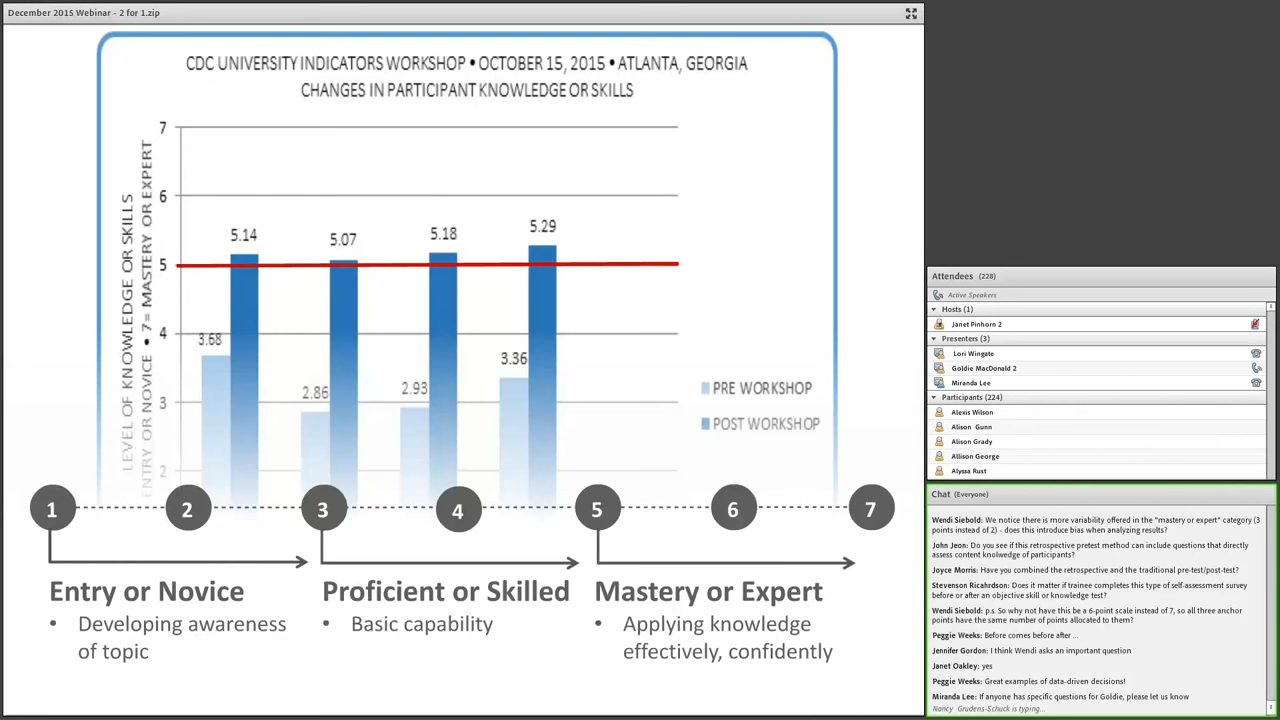 December 2015 Webinar - 2 for 1.zip
CDC UNIVERSITY INDICATORS WORKSHOP • OCTOBER 15, 2015 • ATLANTA, GEORGIA
CHANGES IN PARTICIPANT KNOWLEDGE OR SKILLS
LEVEL OF KNOWLEDGE OR SKILLS
ENTRY OR NOVICE • 7= MASTERY OR EXPERT
7
6
5
4
3
2
3.68
5.14
2.86
5.07
2.93
5.18
3.36
5.29
PRE WORKSHOP
POST WORKSHOP
1 2 3 4 5 6 7
Entry or Novice
• Developing awareness
of topic
Proficient or Skilled
• Basic capability
Mastery or Expert
• Applying knowledge
effectively, confidently
Attendees (228)
Active Speakers
Hosts (1)
Janet Pinhorn 2
Presenters (3)
Lori Wingate
Goldie MacDonald 2
Miranda Lee
Participants (224)
Alexis Wilson
Alison Gunn
Alison Grady
Allison George
Alyssa Rust
Chat (Everyone)
Wendi Siebold: We notice there is more variability offered in the "mastery or expert" category (3
points instead of 2) - does this introduce bias when analyzing results?
John Jeon: Do you see if this retrospective pretest method can include questions that directly
assess content knolwedge of participants?
Joyce Morris: Have you combined the retrospective and the traditional pre-test/post-test?
Stevenson Ricahrdson: Does it matter if trainee completes this type of self-assessment survey
before or after an objective skill or knowledge test?
Wendi Siebold: p.s. So why not have this be a 6-point scale instead of 7, so all three anchor
points have the same number of points allocated to them?
Peggie Weeks: Before comes before after ...
Jennifer Gordon: I think Wendi asks an important question
Janet Oakley: yes
Peggie Weeks: Great examples of data-driven decisions!
Miranda Lee: If anyone has specific questions for Goldie, please let us know
Nancy Grudens-Schuck is typing...